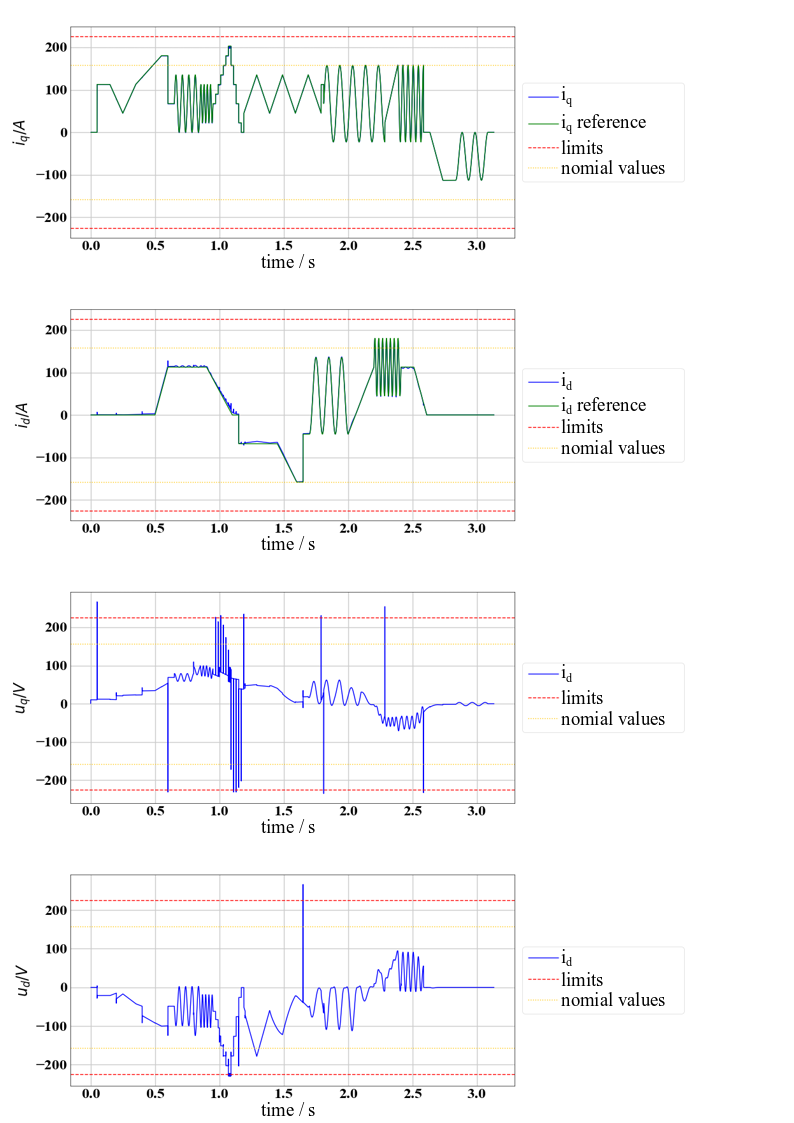 200
100
0
−100
−200
i_q/A
0.0 0.5 1.0 1.5 2.0 2.5 3.0
time / s
i_q
i_q reference
limits
nomial values
200
100
0
−100
−200
i_d/A
0.0 0.5 1.0 1.5 2.0 2.5 3.0
time / s
i_d
i_d reference
limits
nomial values
200
100
0
−100
−200
u_q/V
0.0 0.5 1.0 1.5 2.0 2.5 3.0
time / s
i_d
limits
nomial values
200
100
0
−100
−200
u_d/V
0.0 0.5 1.0 1.5 2.0 2.5 3.0
time / s
i_d
limits
nomial values